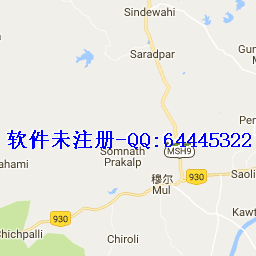 Sindewahi
Saradpar
Gun
软件未注册-QQ:64445322
Per
Somnath
Prakalp
MSH9
ahami
930
Saoli
穆尔
Mul
930
Kawt
Chichpalli
Chiroli